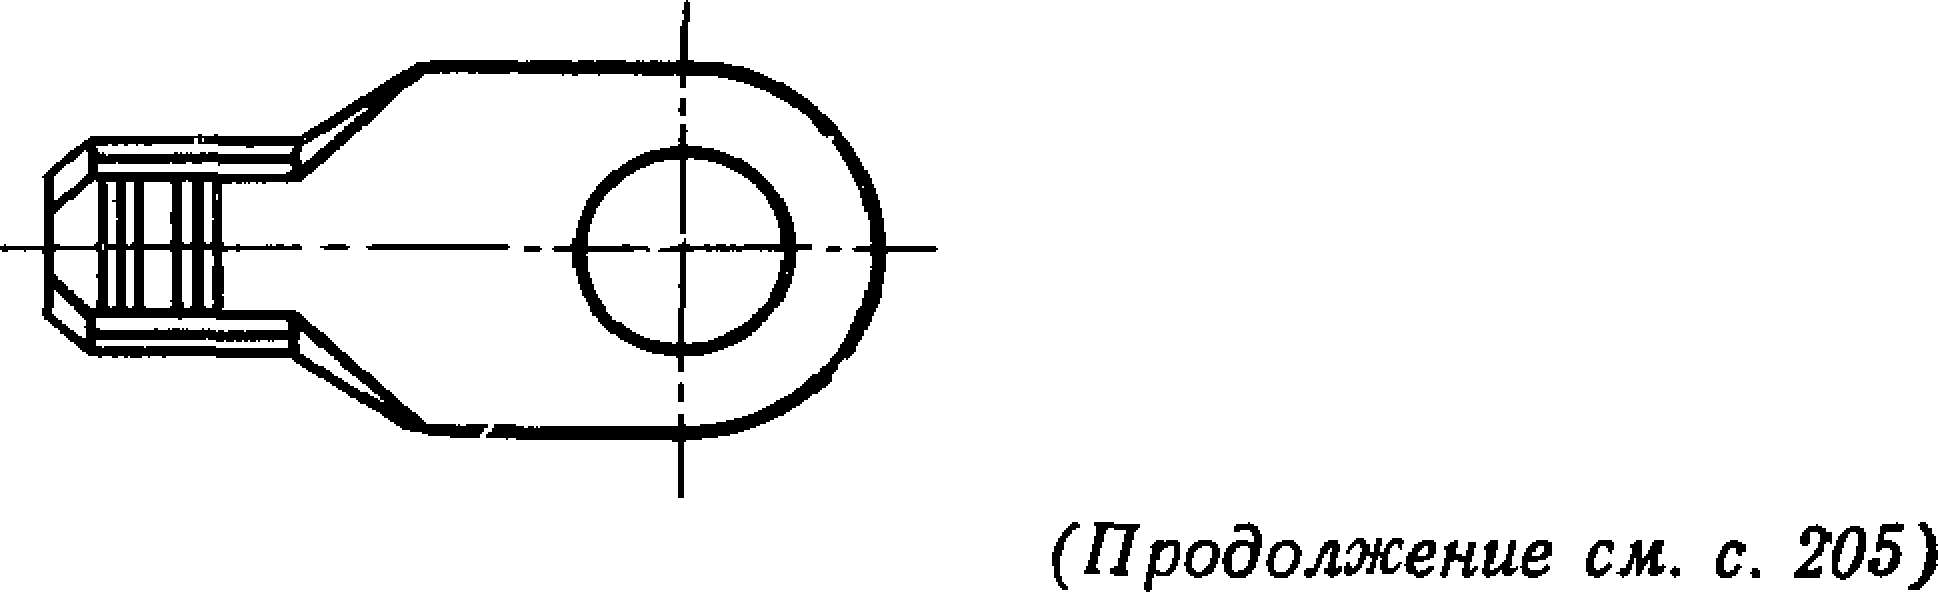 (Продолжение см. с. 205)